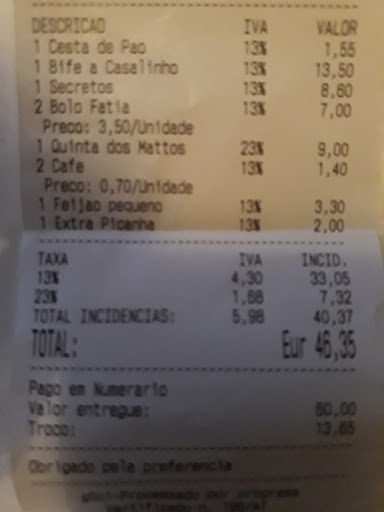 DESCRICAO IVA VALOR
1 Cesta de Pao 13% 1,55
1 Bife a Casalinho 13% 13,50
1 Secretos 13% 8,60
2 Bolo Fatia 13% 7,00
Preco: 3,50/Unidade
1 Quinta dos Mattos 23% 9,00
2 Cafe 13% 1,40
Preco: 0,70/Unidade
1 Feijao pequeno 13% 3,30
1 Extra Picanha 13% 2,00
TAXA IVA INCID.
13% 4,30 33,05
23% 1,68 7,32
TOTAL INCIDENCIAS: 5,98 40,37
TOTAL: Eur 46,35
Pago em Numerario
Valor entregue: 60,00
Troco: 13,65
Obrigado pela preferencia
por programa